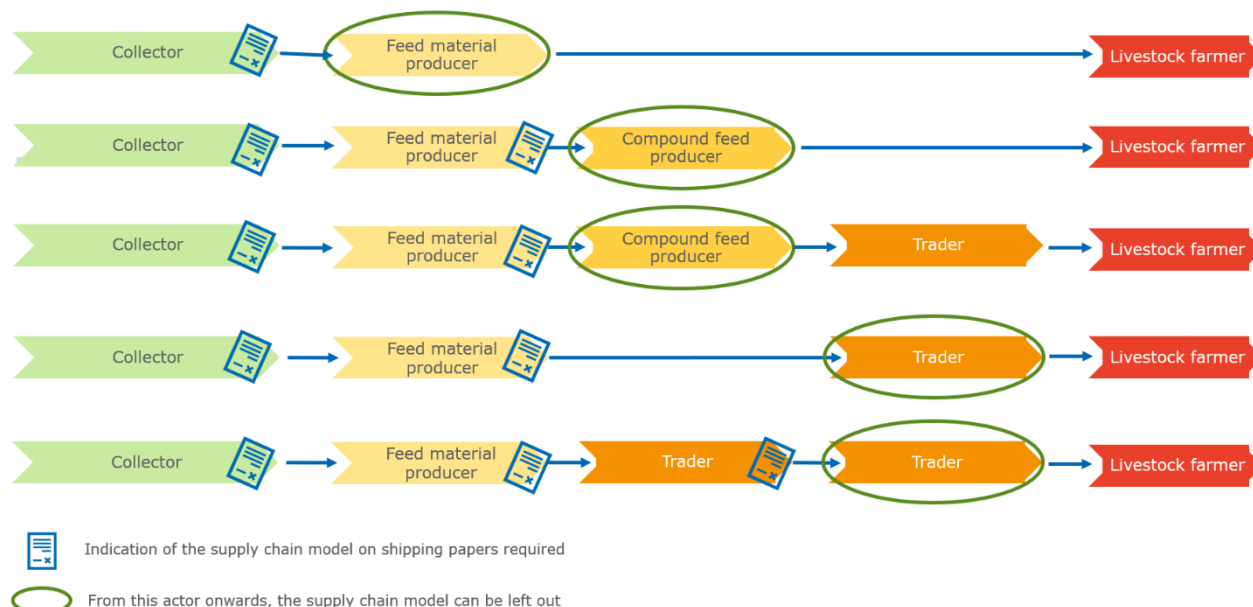 Collector
Feed material
producer
Livestock farmer
Collector
Feed material
producer
Compound feed
producer
Livestock farmer
Collector
Feed material
producer
Compound feed
producer
Trader
Livestock farmer
Collector
Feed material
producer
Trader
Livestock farmer
Collector
Feed material
producer
Trader
Trader
Livestock farmer
Indication of the supply chain model on shipping papers required
From this actor onwards, the supply chain model can be left out